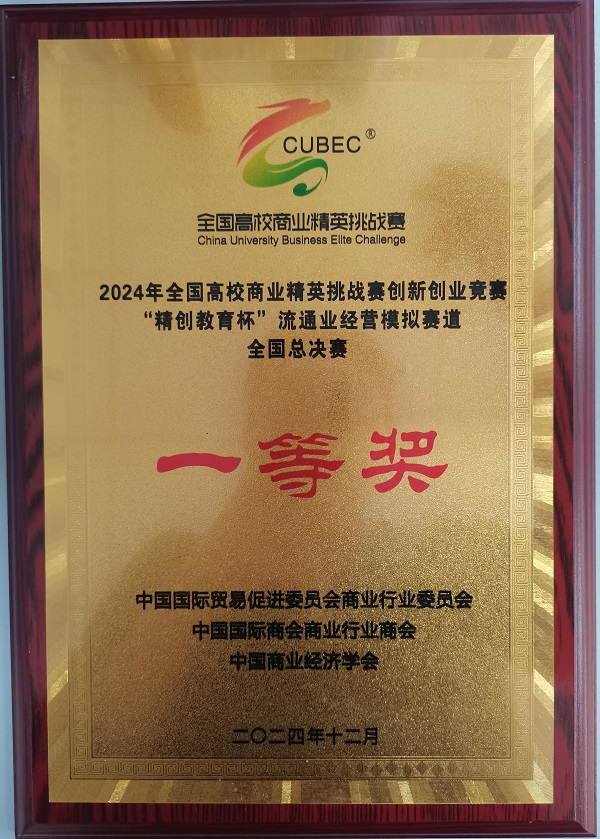 CUBEC®
全国高校商业精英挑战赛
China University Business Elite Challenge
2024年全国高校商业精英挑战赛创新创业竞赛
“精创教育杯”流通业经营模拟赛道
全国总决赛
一等奖
中国国际贸易促进委员会商业行业委员会
中国国际商会商业行业商会
中国商业经济学会
二〇二四年十二月